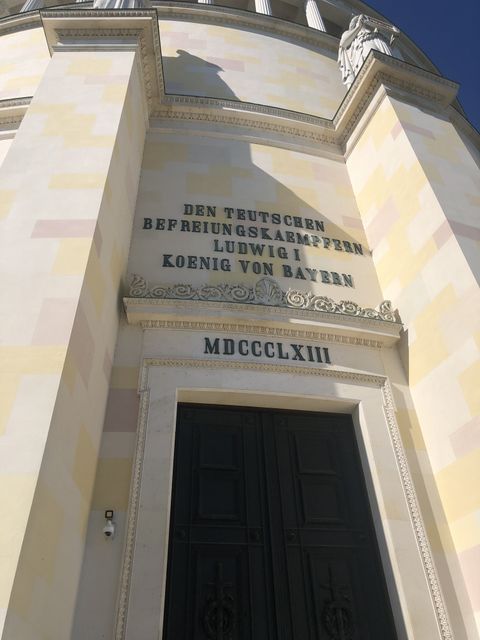 DEN TEUTSCHEN
BEFREIUNGSKAEMPFERN
LUDWIG I
KOENIG VON BAYERN
MDCCCLXIII